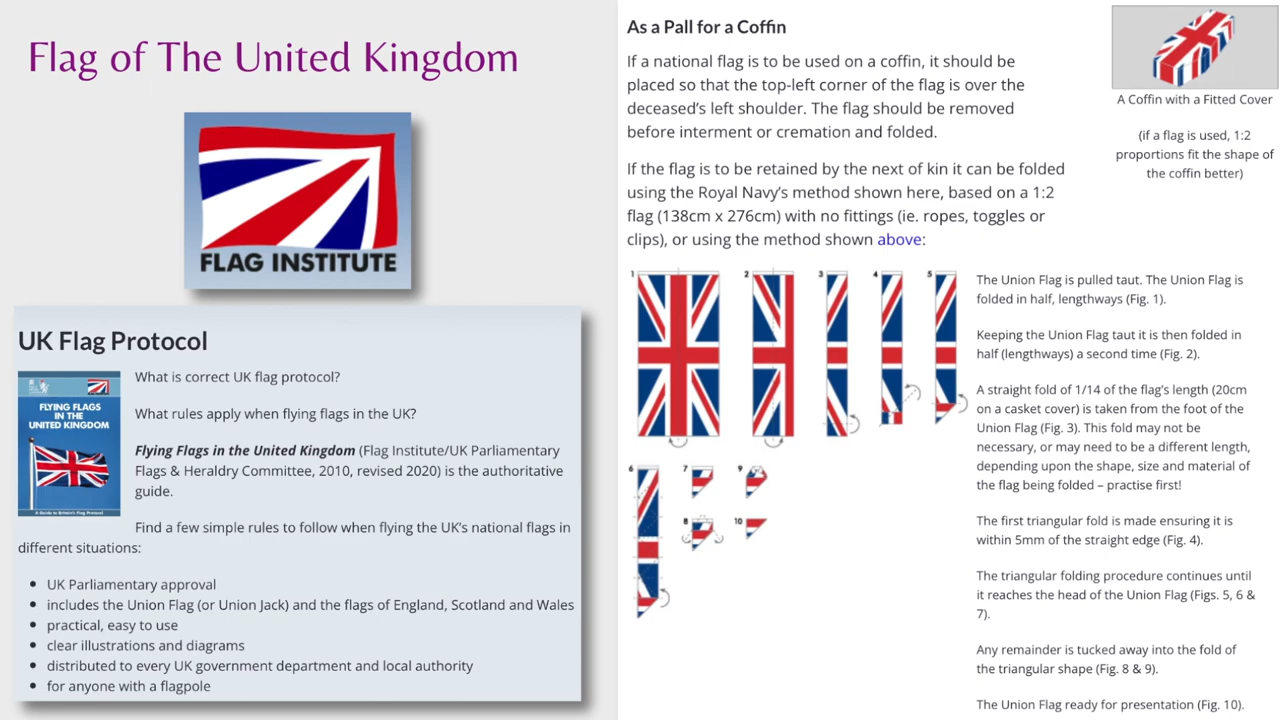 Flag of The United Kingdom
FLAG INSTITUTE
UK Flag Protocol
FLYING FLAGS
IN THE
UNITED KINGDOM
A Guide to Britain's Flag Protocol
What is correct UK flag protocol?
What rules apply when flying flags in the UK?
Flying Flags in the United Kingdom (Flag Institute/UK Parliamentary
Flags & Heraldry Committee, 2010, revised 2020) is the authoritative
guide.
Find a few simple rules to follow when flying the UK's national flags in
different situations:
UK Parliamentary approval
includes the Union Flag (or Union Jack) and the flags of England, Scotland and Wales
practical, easy to use
clear illustrations and diagrams
distributed to every UK government department and local authority
for anyone with a flagpole
As a Pall for a Coffin
If a national flag is to be used on a coffin, it should be
placed so that the top-left corner of the flag is over the
deceased's left shoulder. The flag should be removed
before interment or cremation and folded.
If the flag is to be retained by the next of kin it can be folded
using the Royal Navy's method shown here, based on a 1:2
flag (138cm x 276cm) with no fittings (ie. ropes, toggles or
clips), or using the method shown above:
A Coffin with a Fitted Cover
(if a flag is used, 1:2
proportions fit the shape of
the coffin better)
1 2 3 4 5
6 7 9
8 10
The Union Flag is pulled taut. The Union Flag is
folded in half, lengthways (Fig. 1).
Keeping the Union Flag taut it is then folded in
half (lengthways) a second time (Fig. 2).
A straight fold of 1/14 of the flag's length (20cm
on a casket cover) is taken from the foot of the
Union Flag (Fig. 3). This fold may not be
necessary, or may need to be a different length,
depending upon the shape, size and material of
the flag being folded – practise first!
The first triangular fold is made ensuring it is
within 5mm of the straight edge (Fig. 4).
The triangular folding procedure continues until
it reaches the head of the Union Flag (Figs. 5, 6 &
7).
Any remainder is tucked away into the fold of
the triangular shape (Fig. 8 & 9).
The Union Flag ready for presentation (Fig. 10).